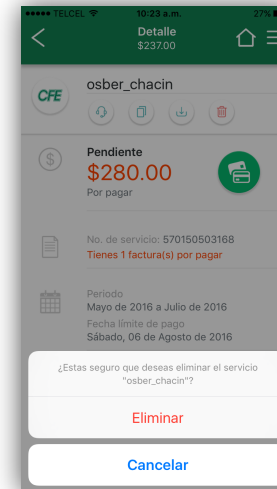 TELCEL 10:23 a.m. 27%
Detalle
$237.00
CFE
osber_chacin
Pendiente
$280.00
Por pagar
No. de servicio: 570150503168
Tienes 1 factura(s) por pagar
Periodo
Mayo de 2016 a Julio de 2016
Fecha límite de pago
Sábado, 06 de Agosto de 2016
¿Estas seguro que deseas eliminar el servicio
"osber_chacin"?
Eliminar
Cancelar